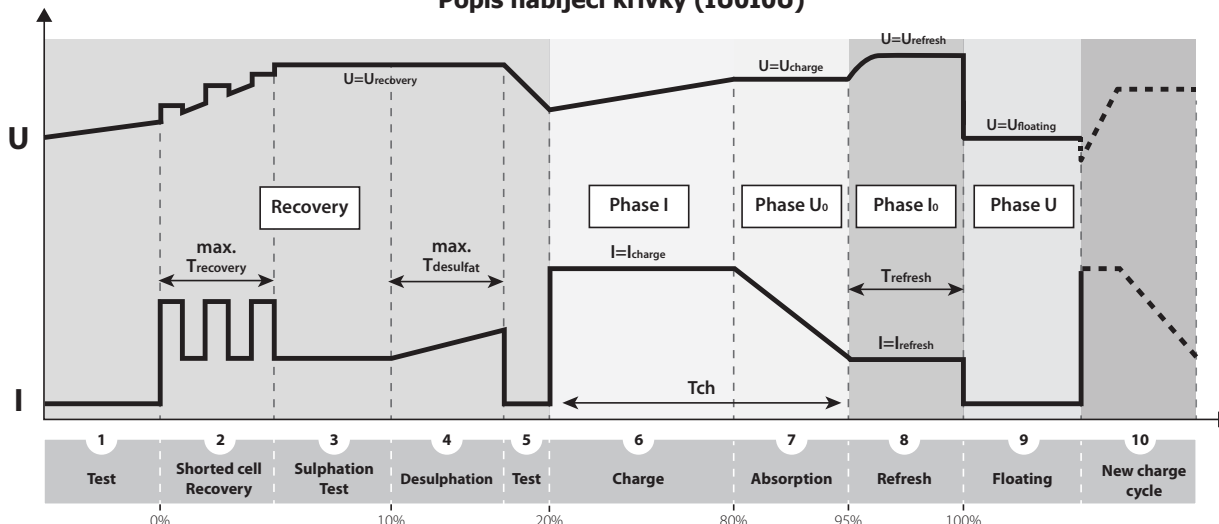 Popis nabíjecí křivky (IU0I0U)
U=Urefresh
U=Urecovery
U=Ucharge
U
U=Ufloating
Recovery
Phase I
Phase U0
Phase I0
Phase U
max.
Trecovery
max.
Tdesulfat
I=Icharge
Trefresh
I=Irefresh
Tch
I
1
2
3
4
5
6
7
8
9
10
Test
Shorted cell
Recovery
Sulphation
Test
Desulphation
Test
Charge
Absorption
Refresh
Floating
New charge
cycle
0%
10%
20%
80%
95%
100%